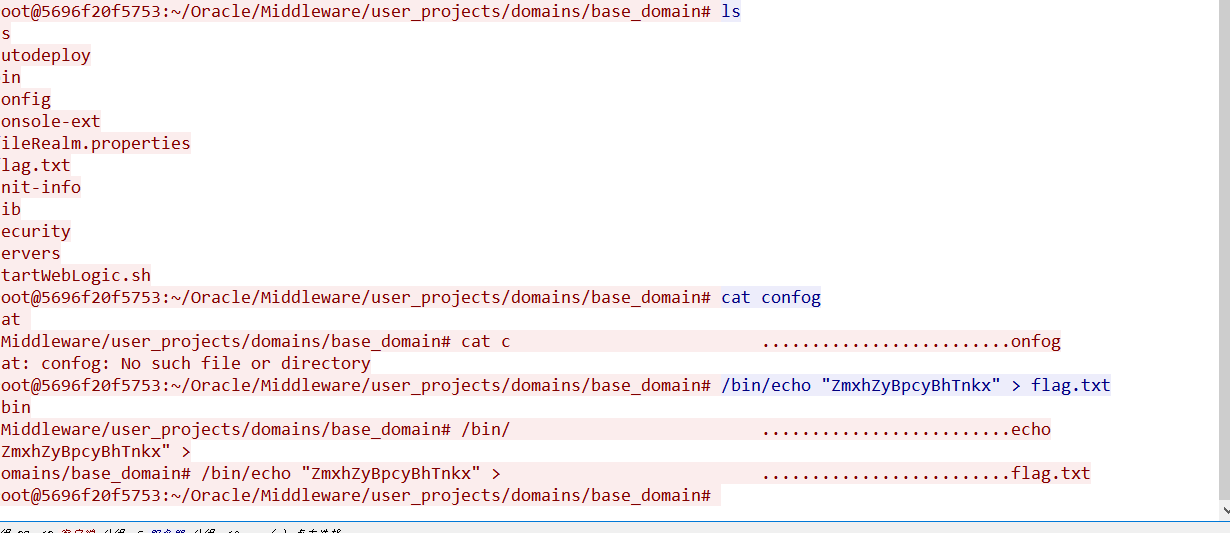 oot@5696f20f5753:~/Oracle/Middleware/user_projects/domains/base_domain# ls
s
utodeploy
in
onfig
onsole-ext
ileRealm.properties
lag.txt
nit-info
ib
ecurity
ervers
tartWebLogic.sh
oot@5696f20f5753:~/Oracle/Middleware/user_projects/domains/base_domain# cat confog
at
Middleware/user_projects/domains/base_domain# cat c                         .........................onfog
at: confog: No such file or directory
oot@5696f20f5753:~/Oracle/Middleware/user_projects/domains/base_domain# /bin/echo "ZmxhZyBpcyBhTnkx" > flag.txt
bin
Middleware/user_projects/domains/base_domain# /bin/                         .........................echo
ZmxhZyBpcyBhTnkx" >
omains/base_domain# /bin/echo "ZmxhZyBpcyBhTnkx" >                          .........................flag.txt
oot@5696f20f5753:~/Oracle/Middleware/user_projects/domains/base_domain#